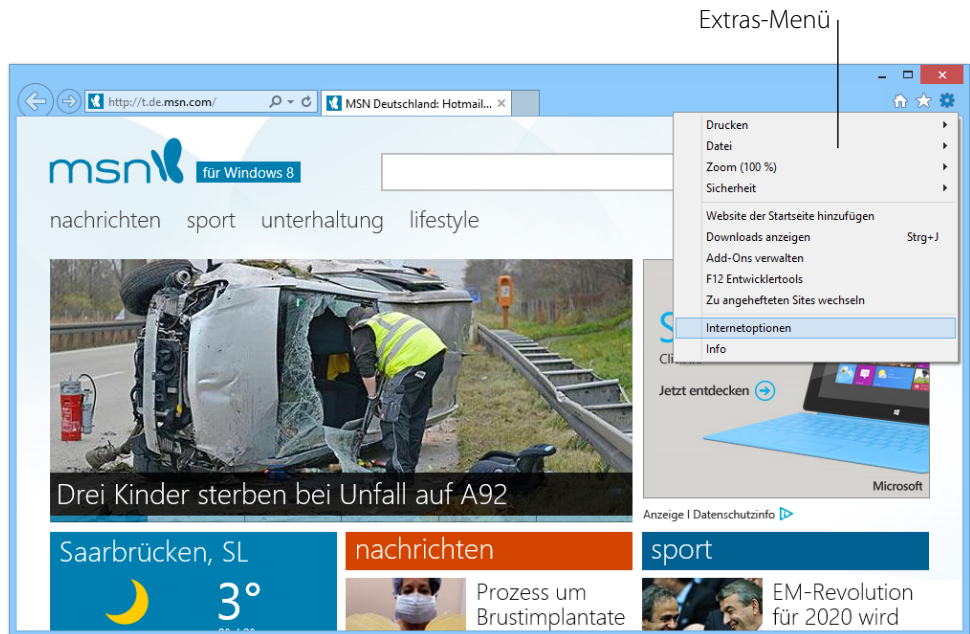 Extras-Menü
http://t.de.msn.com/
MSN Deutschland: Hotmail...
msn
für Windows 8
nachrichten sport unterhaltung lifestyle
Drucken
Datei
Zoom (100 %)
Sicherheit
Website der Startseite hinzufügen
Downloads anzeigen Strg+J
Add-Ons verwalten
F12 Entwicklertools
Zu angehefteten Sites wechseln
Internetoptionen
Info
Jetzt entdecken
Microsoft
Anzeige I Datenschutzinfo
Drei Kinder sterben bei Unfall auf A92
Saarbrücken, SL
3°
nachrichten
Prozess um
Brustimplantate
sport
EM-Revolution
für 2020 wird